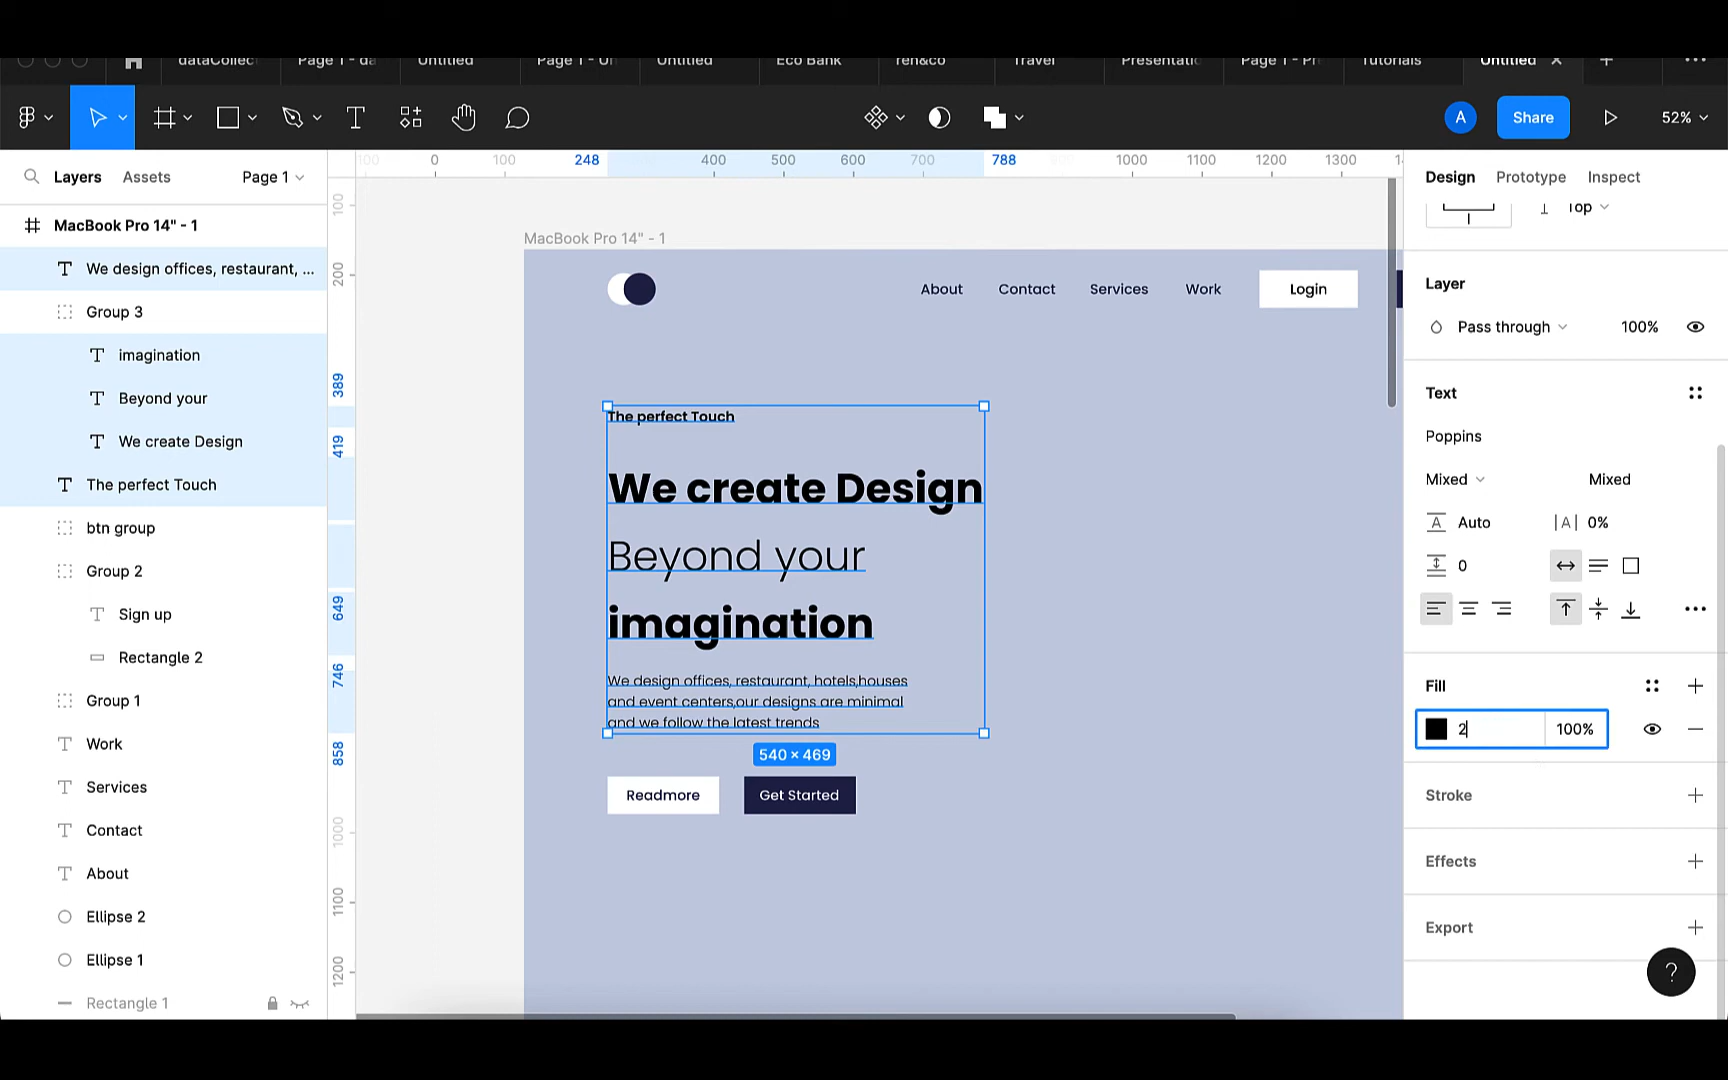 dataCollec
Page 1 - da
Untitled
Page 1 - Ur
Untitled
Eco Bank
ren&co
Travel
Presentatic
Page 1 - Pr
Tutorials
Untitled
A
Share
52%
Layers
Assets
Page 1
100
0
100
248
400
500
600
700
788
1000
1100
1200
1300
Design
Prototype
Inspect
MacBook Pro 14" - 1
We design offices, restaurant, ...
Group 3
imagination
Beyond your
We create Design
The perfect Touch
btn group
Group 2
Sign up
Rectangle 2
Group 1
Work
Services
Contact
About
Ellipse 2
Ellipse 1
Rectangle 1
100
200
389
419
649
746
858
1000
1100
1200
MacBook Pro 14" - 1
About
Contact
Services
Work
Login
The perfect Touch
We create Design
Beyond your
imagination
We design offices, restaurant, hotels,houses
and event centers,our designs are minimal
and we follow the latest trends
540 × 469
Readmore
Get Started
Top
Layer
Pass through
100%
Text
Poppins
Mixed
Mixed
A
Auto
|A|
0%
0
Fill
2
100%
Stroke
Effects
Export
?